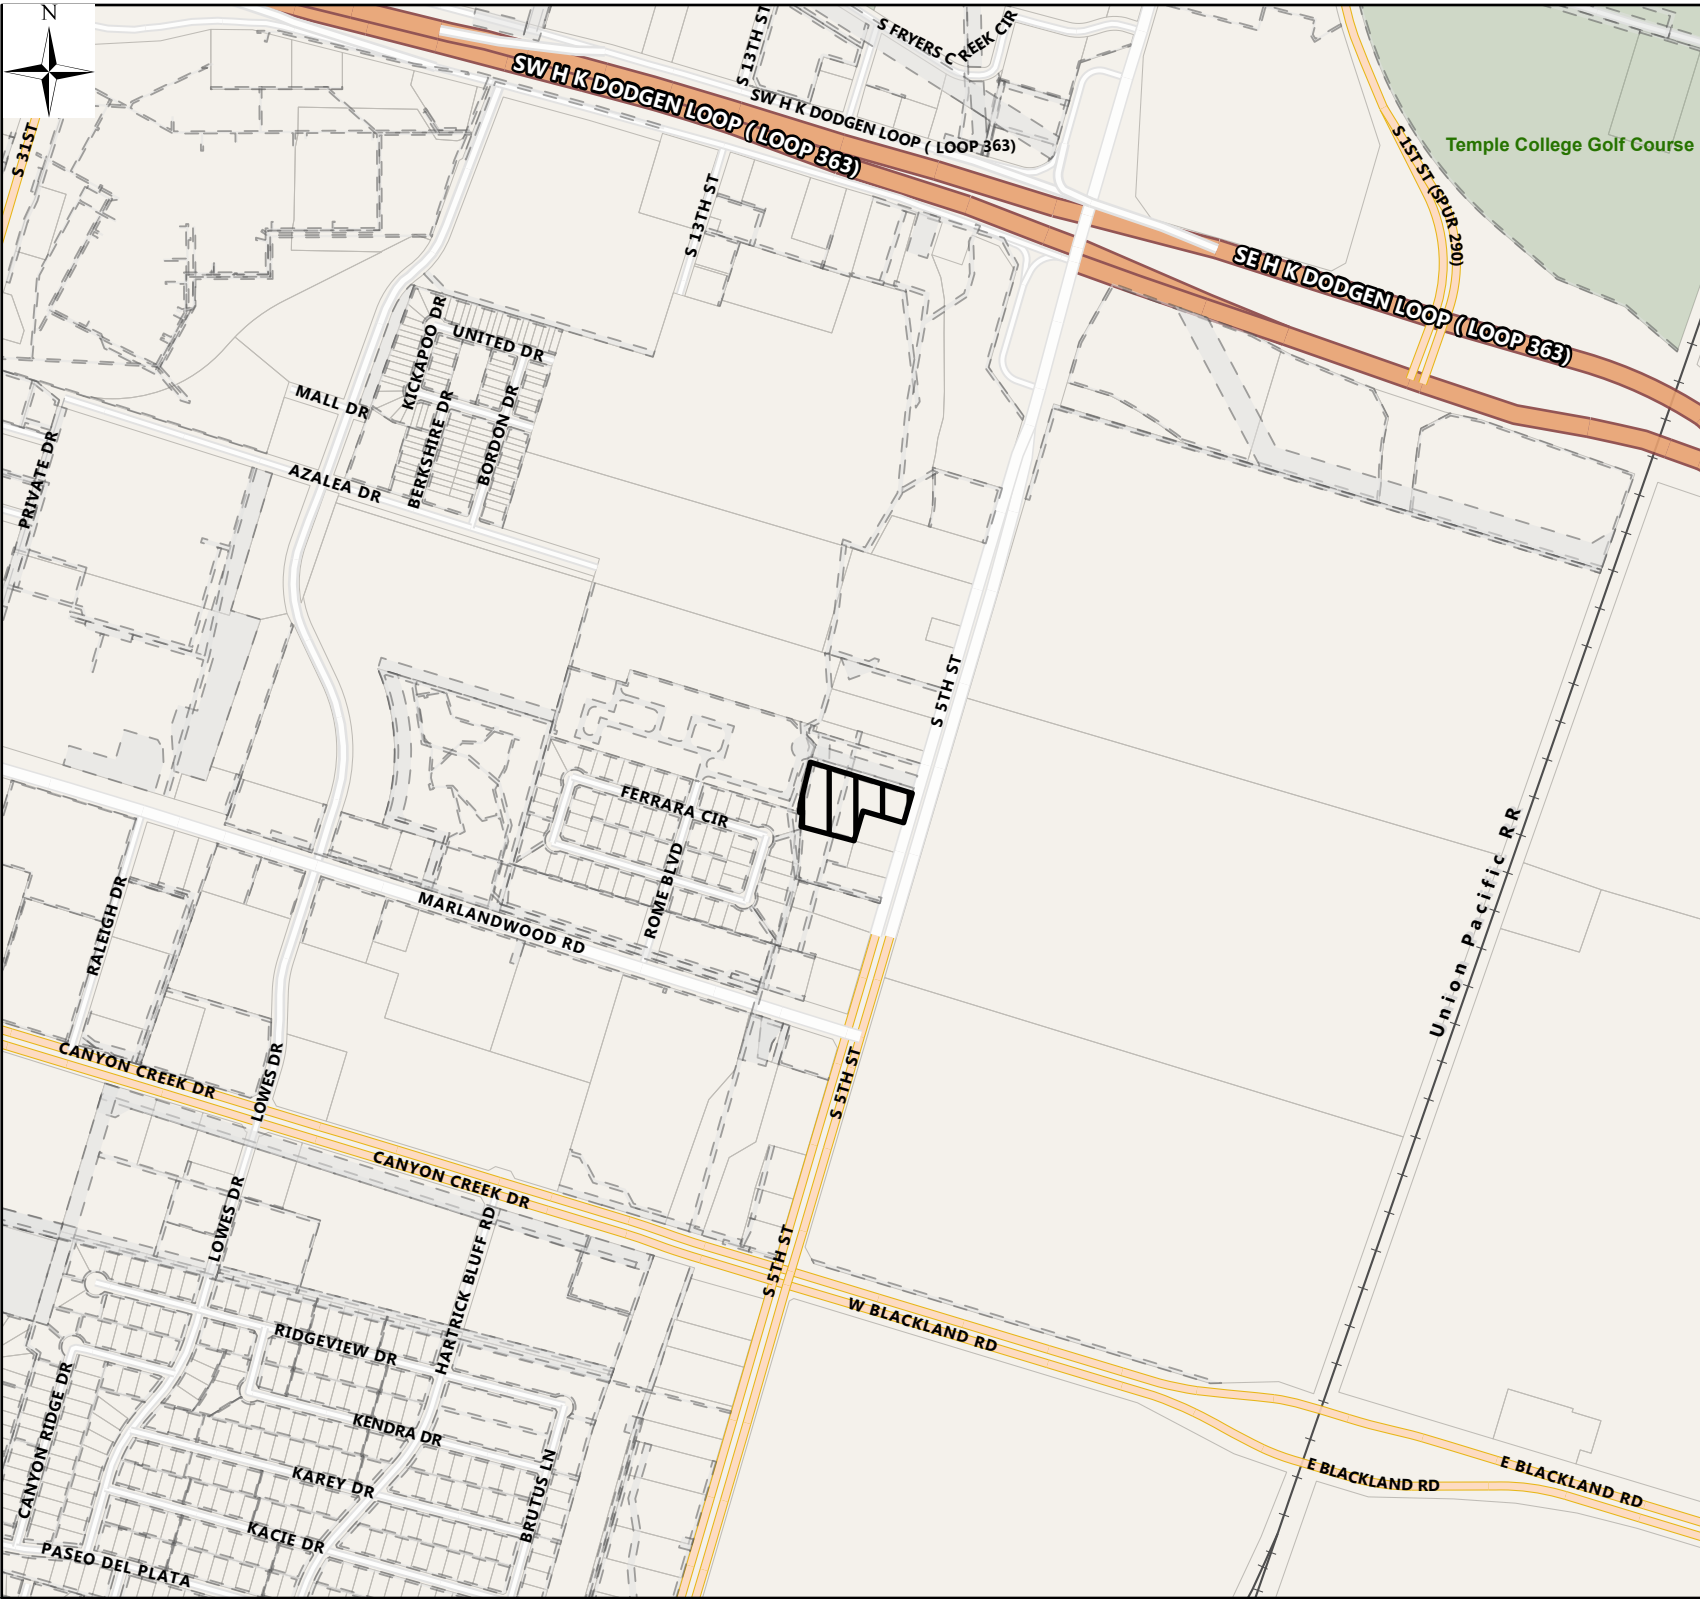 N
S 31ST
S 13TH ST
S FRYERS CREEK CIR
SW H K DODGEN LOOP ( LOOP 363)
SW H K DODGEN LOOP ( LOOP 363)
Temple College Golf Course
S 1ST ST (SPUR 290)
S 13TH ST
SE H K DODGEN LOOP ( LOOP 363)
KICKAPOO DR
UNITED DR
MALL DR
BERKSHIRE DR
BORDON DR
PRIVATE DR
AZALEA DR
S 5TH ST
FERRARA CIR
ROME BLVD
Union Pacific RR
RALEIGH DR
MARLANDWOOD RD
CANYON CREEK DR
LOWES DR
S 5TH ST
CANYON CREEK DR
LOWES DR
HARTRICK BLUFF RD
S 5TH ST
W BLACKLAND RD
RIDGEVIEW DR
CANYON RIDGE DR
KENDRA DR
KAREY DR
BRUTUS LN
E BLACKLAND RD
E BLACKLAND RD
KACIE DR
PASEO DEL PLATA